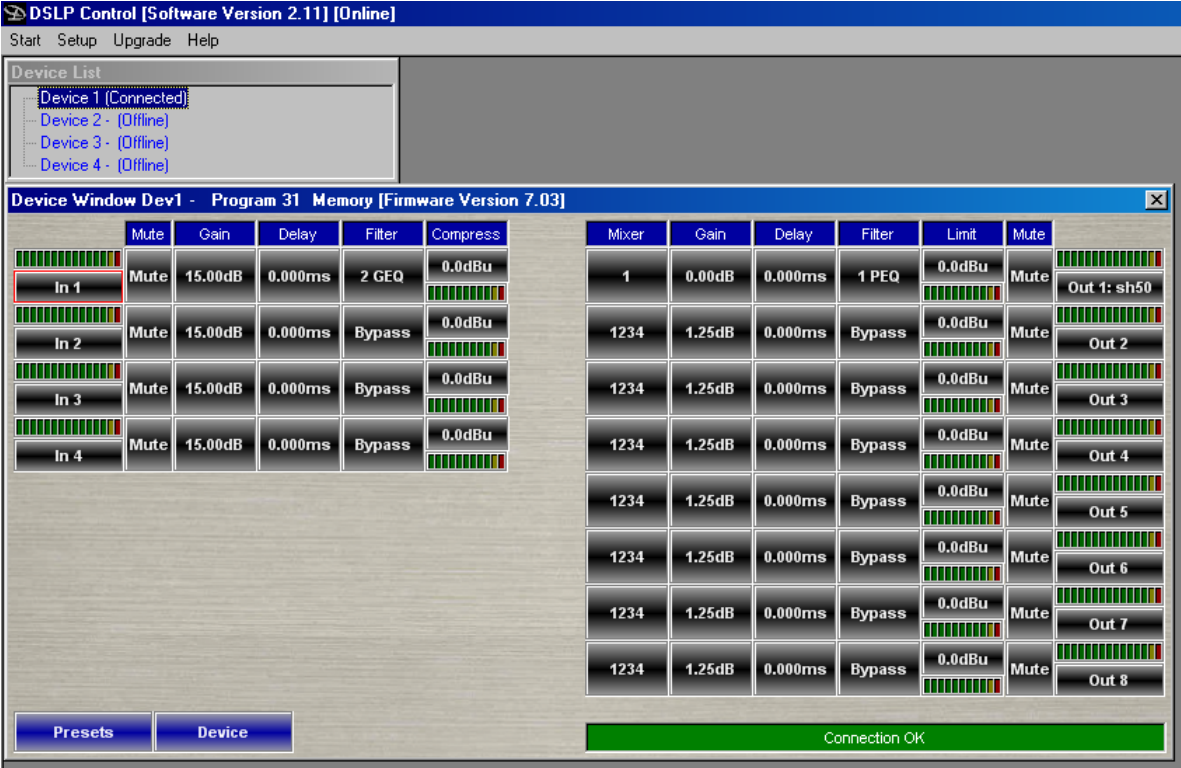 DSLP Control [Software Version 2.11] [Online]
Start Setup Upgrade Help
Device List
Device 1 (Connected)
Device 2 - (Offline)
Device 3 - (Offline)
Device 4 - (Offline)
Device Window Dev1 - Program 31 Memory [Firmware Version 7.03]
Mute Gain Delay Filter Compress Mixer Gain Delay Filter Limit Mute
In 1 Mute 15.00dB 0.000ms 2 GEQ 0.0dBu 1 0.00dB 0.000ms 1 PEQ 0.0dBu Mute Out 1: sh50
In 2 Mute 15.00dB 0.000ms Bypass 0.0dBu 1234 1.25dB 0.000ms Bypass 0.0dBu Mute Out 2
In 3 Mute 15.00dB 0.000ms Bypass 0.0dBu 1234 1.25dB 0.000ms Bypass 0.0dBu Mute Out 3
In 4 Mute 15.00dB 0.000ms Bypass 0.0dBu 1234 1.25dB 0.000ms Bypass 0.0dBu Mute Out 4
1234 1.25dB 0.000ms Bypass 0.0dBu Mute Out 5
1234 1.25dB 0.000ms Bypass 0.0dBu Mute Out 6
1234 1.25dB 0.000ms Bypass 0.0dBu Mute Out 7
1234 1.25dB 0.000ms Bypass 0.0dBu Mute Out 8
Presets Device Connection OK